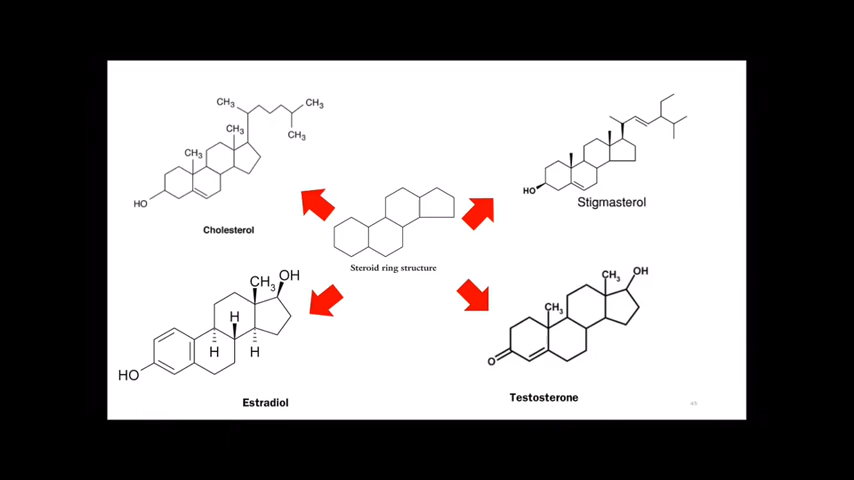 CH₃
CH₃
CH₃
CH₃
CH₃
HO
Cholesterol
HO
Stigmasterol
Steroid ring structure
OH
CH₃
H
H
H
HO
Estradiol
OH
CH₃
CH₃
O
Testosterone
45